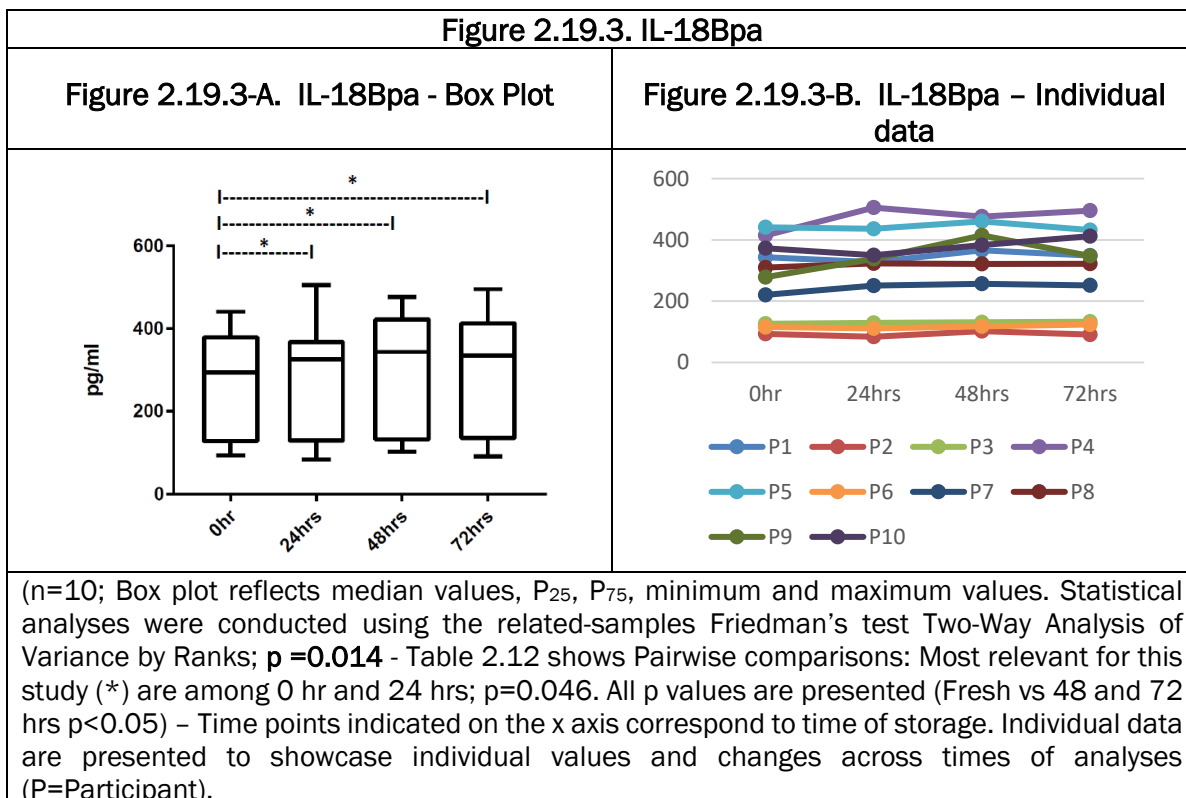 Figure 2.19.3. IL-18Bpa
Figure 2.19.3-A. IL-18Bpa - Box Plot
Figure 2.19.3-B. IL-18Bpa – Individual
data
*
*
*
600
400
200
0
pg/ml
0hr
24hrs
48hrs
72hrs
600
400
200
0
0hr 24hrs 48hrs 72hrs
P1 P2 P3 P4
P5 P6 P7 P8
P9 P10
(n=10; Box plot reflects median values, P25, P75, minimum and maximum values. Statistical
analyses were conducted using the related-samples Friedman’s test Two-Way Analysis of
Variance by Ranks; p =0.014 - Table 2.12 shows Pairwise comparisons: Most relevant for this
study (*) are among 0 hr and 24 hrs; p=0.046. All p values are presented (Fresh vs 48 and 72
hrs p<0.05) – Time points indicated on the x axis correspond to time of storage. Individual data
are presented to showcase individual values and changes across times of analyses
(P=Participant).